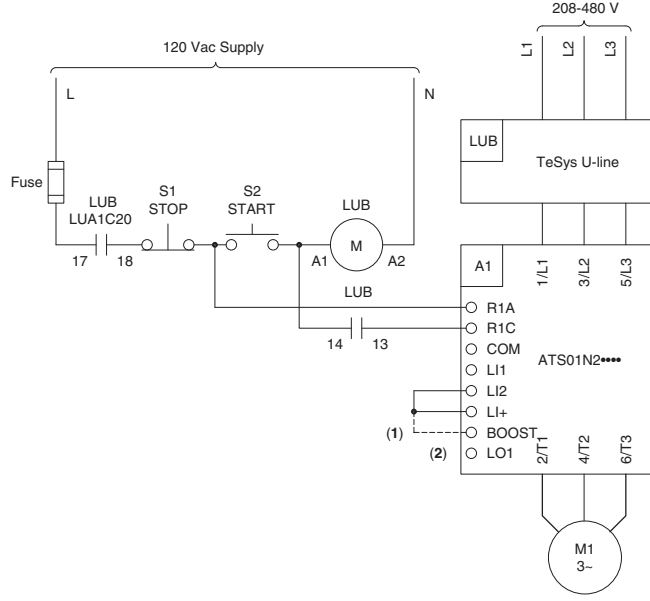 208-480 V
120 Vac Supply
L1
L2
L3
L
N
LUB
TeSys U-line
Fuse
LUB
LUA1C20
S1
STOP
S2
START
LUB
M
17
18
A1
A2
A1
1/L1
3/L2
5/L3
LUB
14
13
R1A
R1C
COM
LI1
LI2
LI+
BOOST
LO1
ATS01N2••••
(1)
(2)
2/T1
4/T2
6/T3
M1
3~